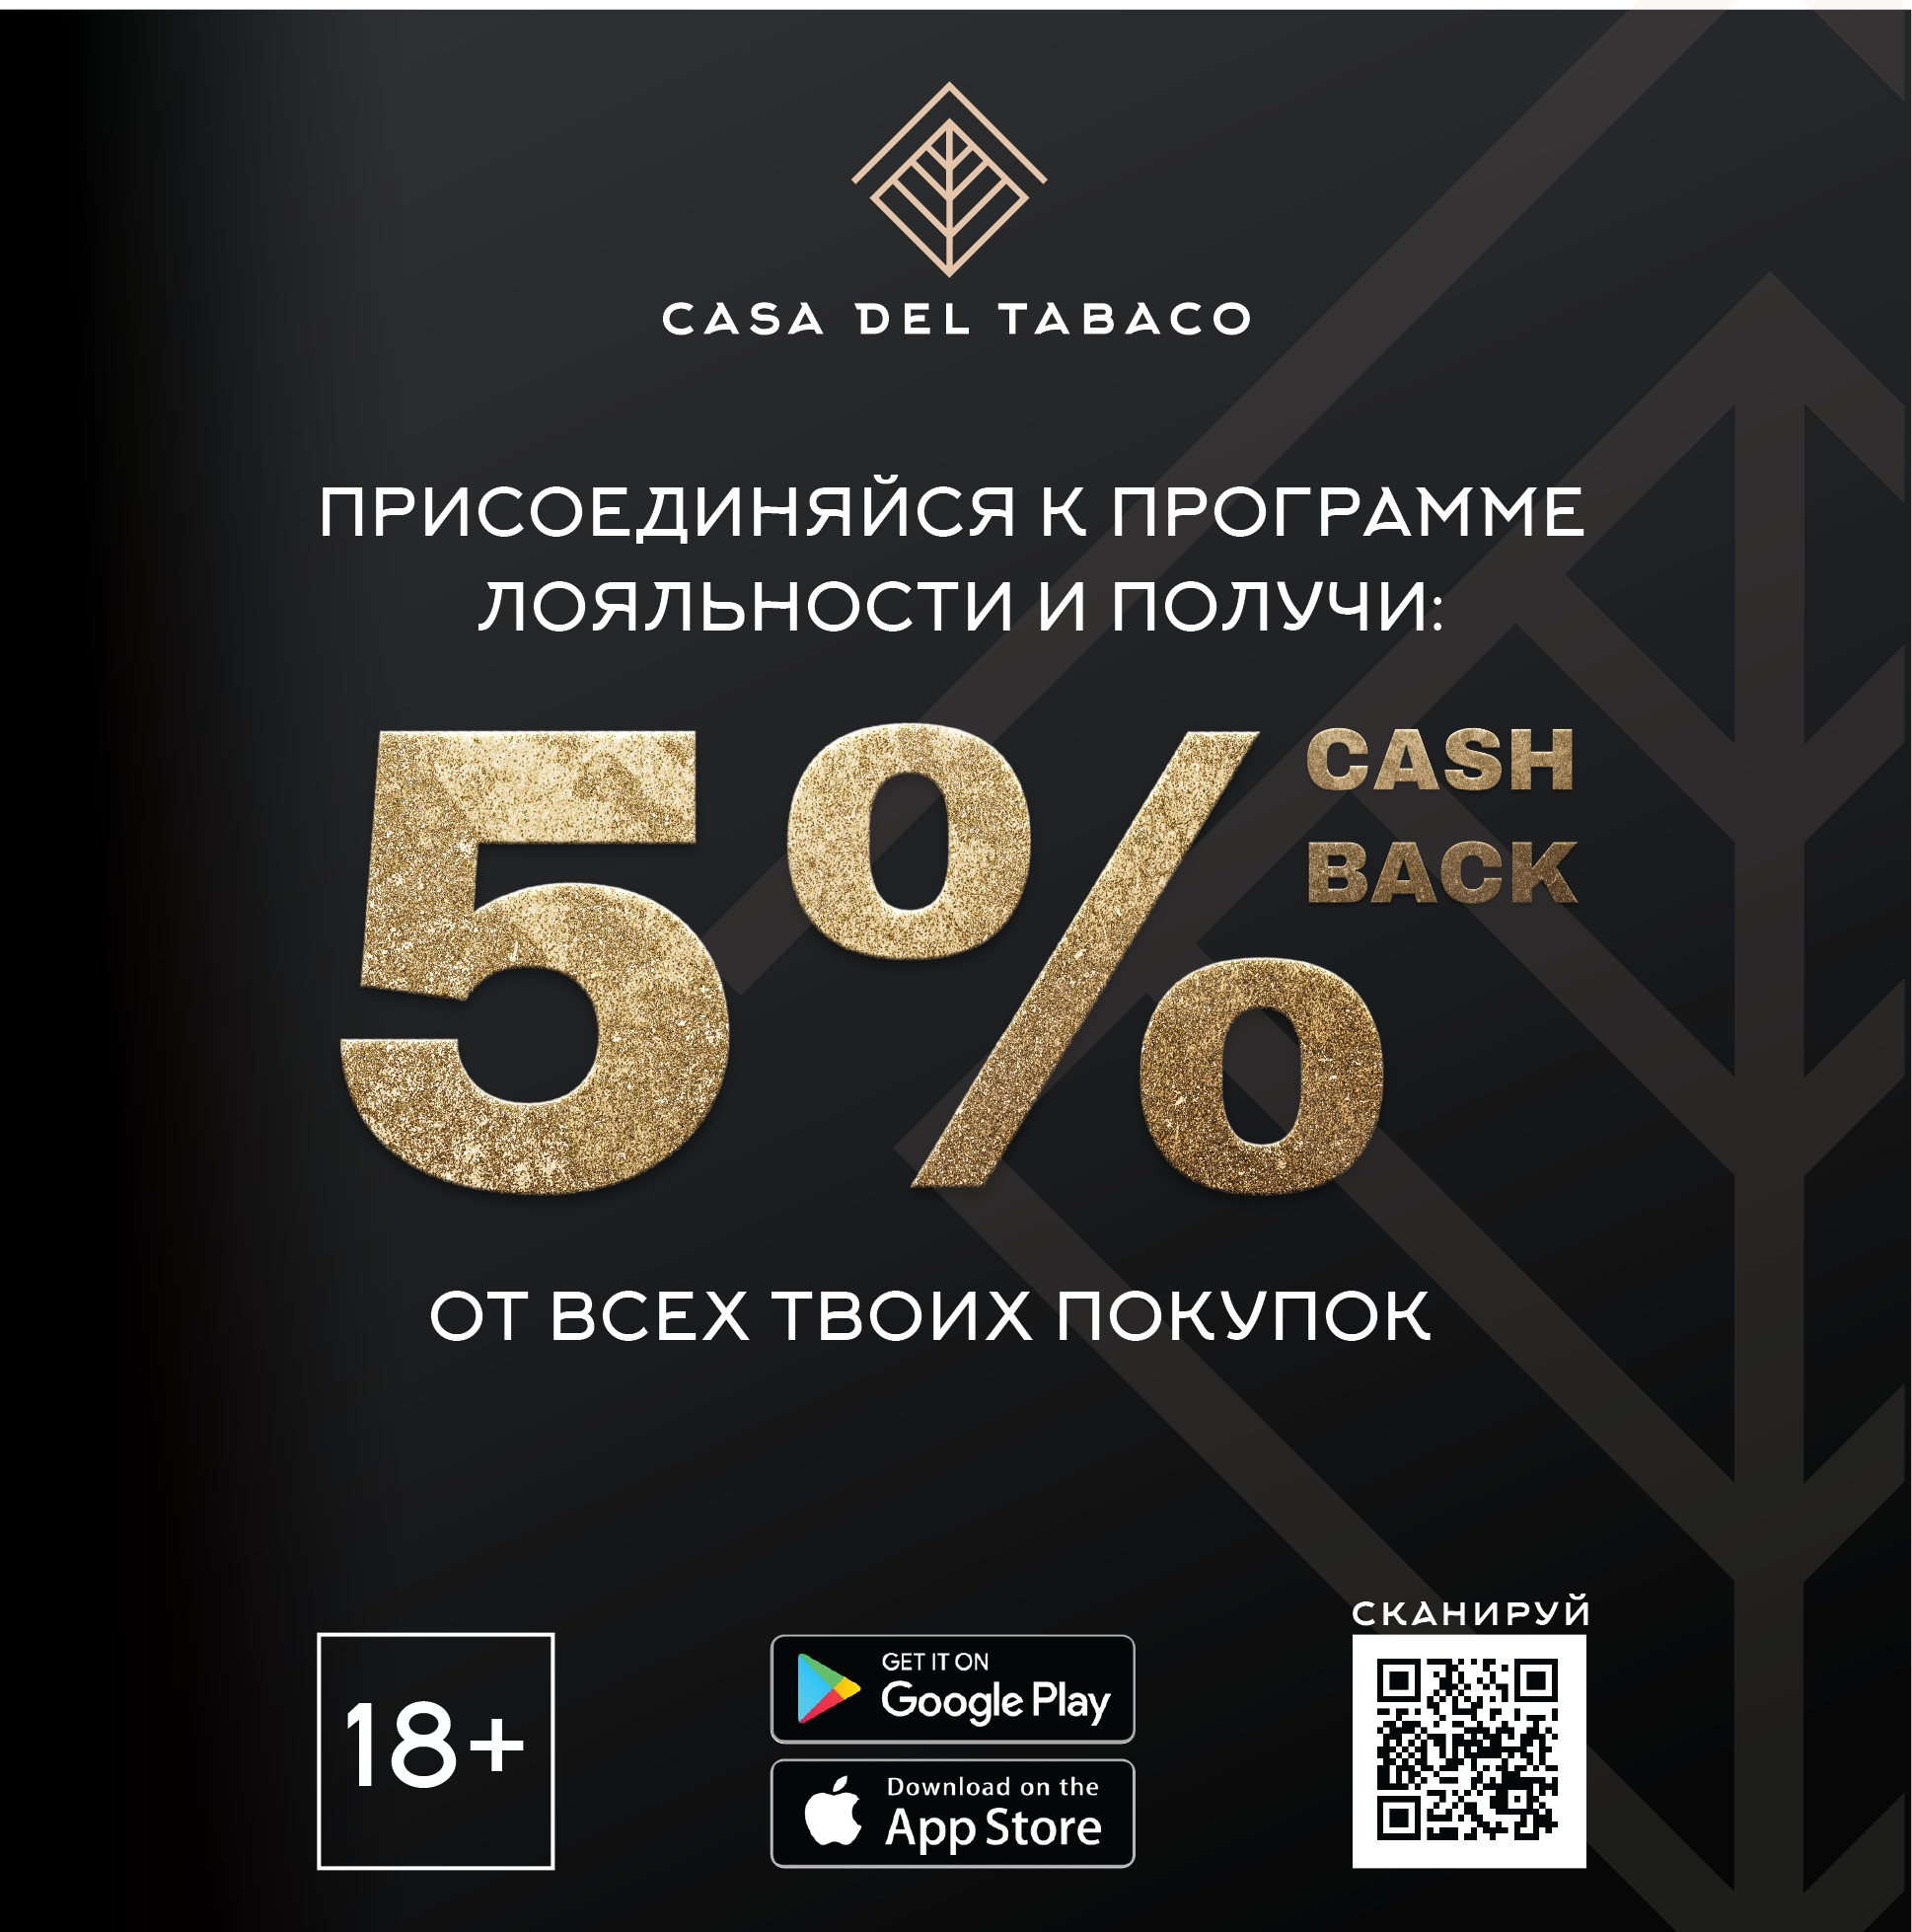 CASA DEL TABACO
ПРИСОЕДИНЯЙСЯ К ПРОГРАММЕ
ЛОЯЛЬНОСТИ И ПОЛУЧИ:
5%
CASH
BACK
ОТ ВСЕХ ТВОИХ ПОКУПОК
18+
GET IT ON
Google Play
Download on the
App Store
СКАНИРУЙ